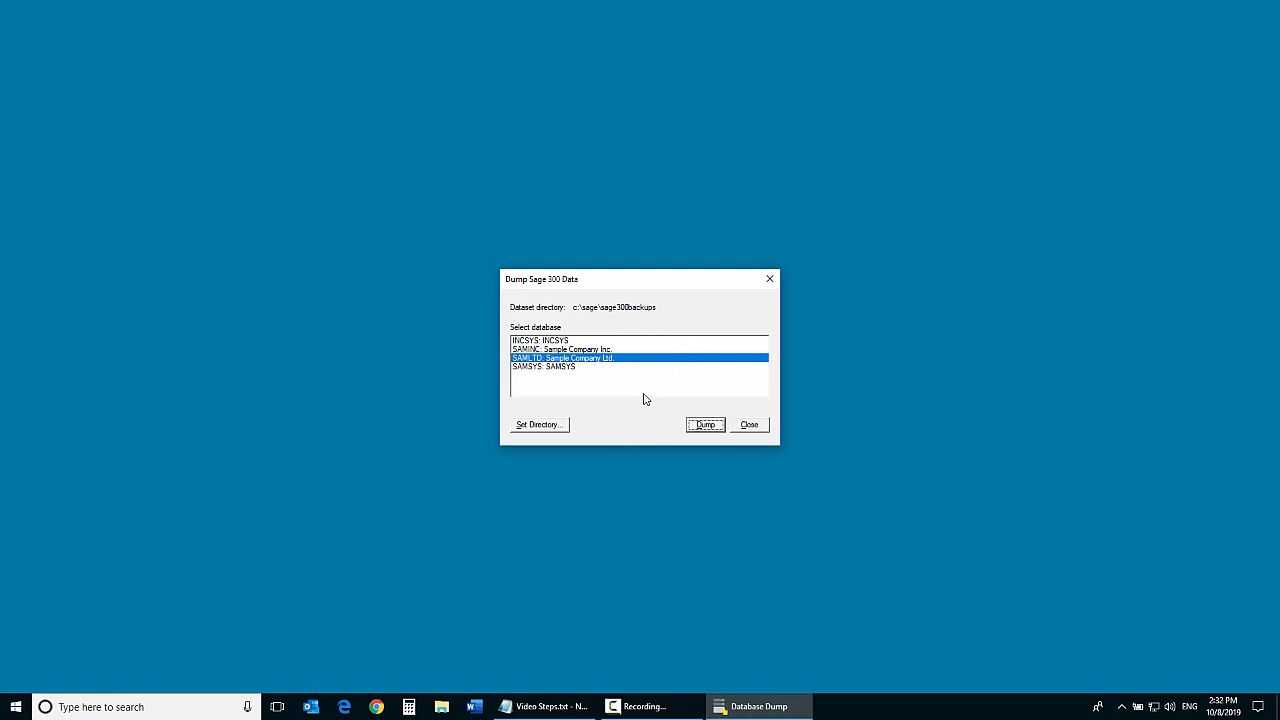 Dump Sage 300 Data
Dataset directory: c:\sage\sage300backups
Select database
INCSYS: INCSYS
SAMINC: Sample Company Inc.
SAMLTD: Sample Company Ltd.
SAMSYS: SAMSYS
Set Directory...
Dump
Close
Type here to search
Video Steps.txt - N...
Recording...
Database Dump
ENG
2:32 PM
10/8/2019